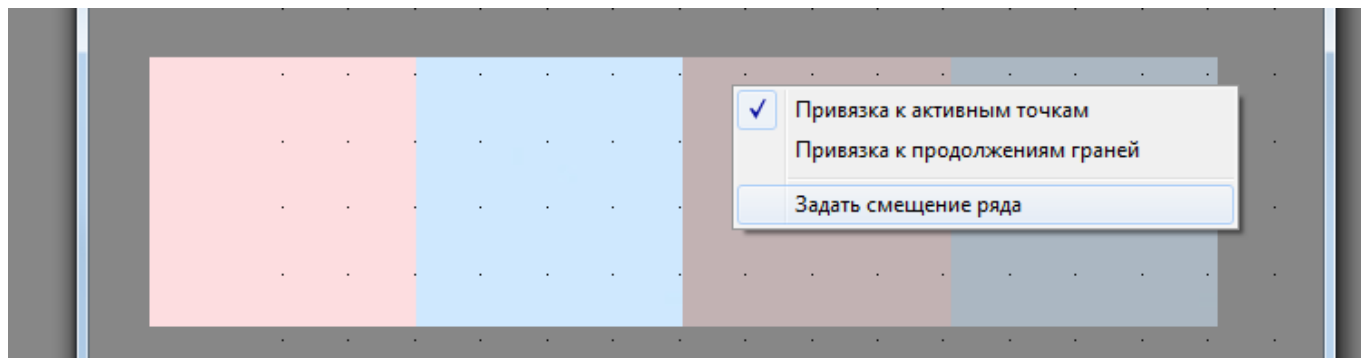 Привязка к активным точкам
Привязка к продолжениям граней
Задать смещение ряда